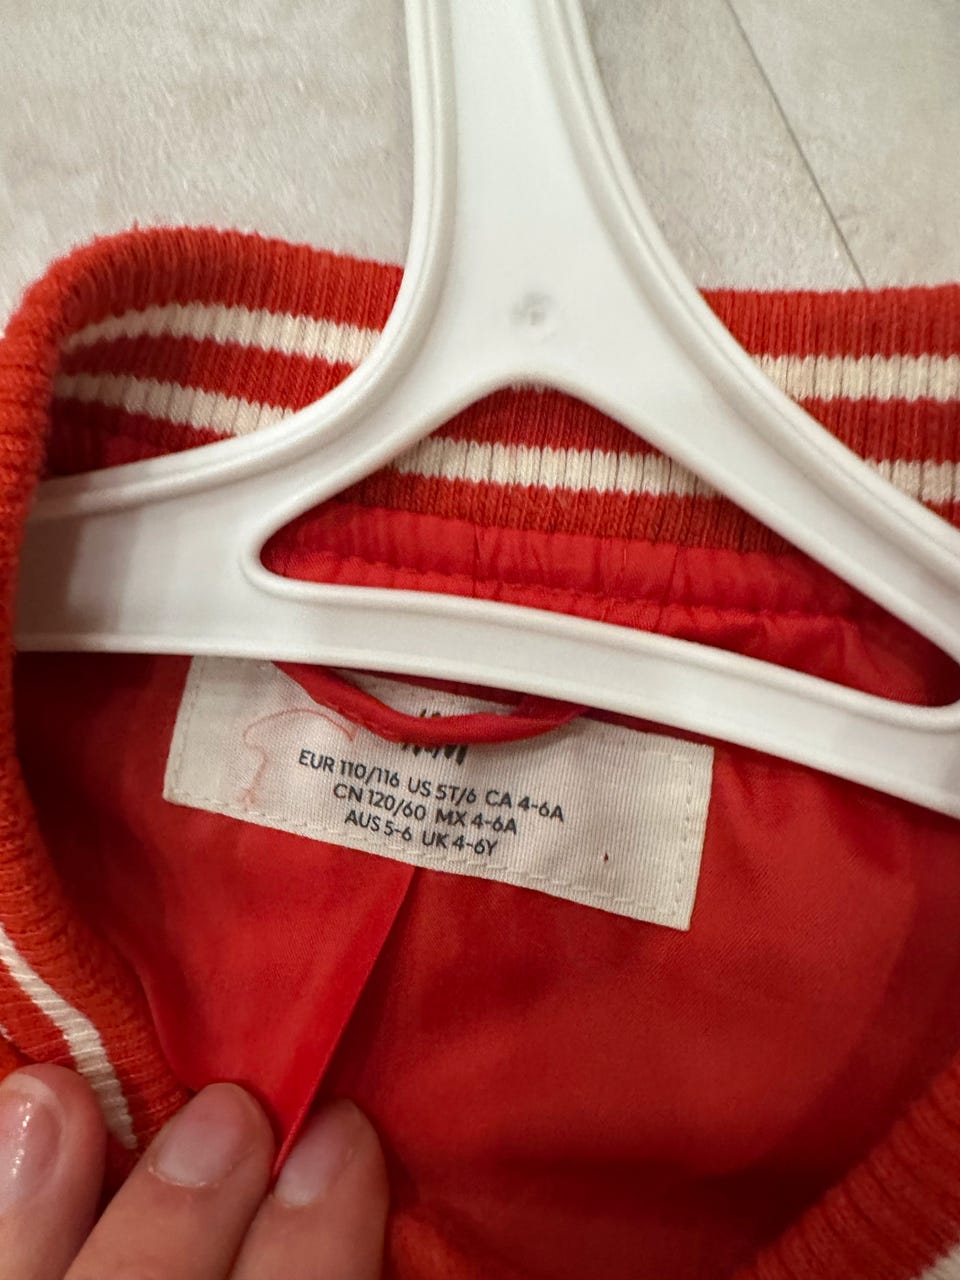 EUR 110/116 US 5T/6 CA 4-6A
CN 120/60 MX 4-6A
AUS 5-6 UK 4-6Y